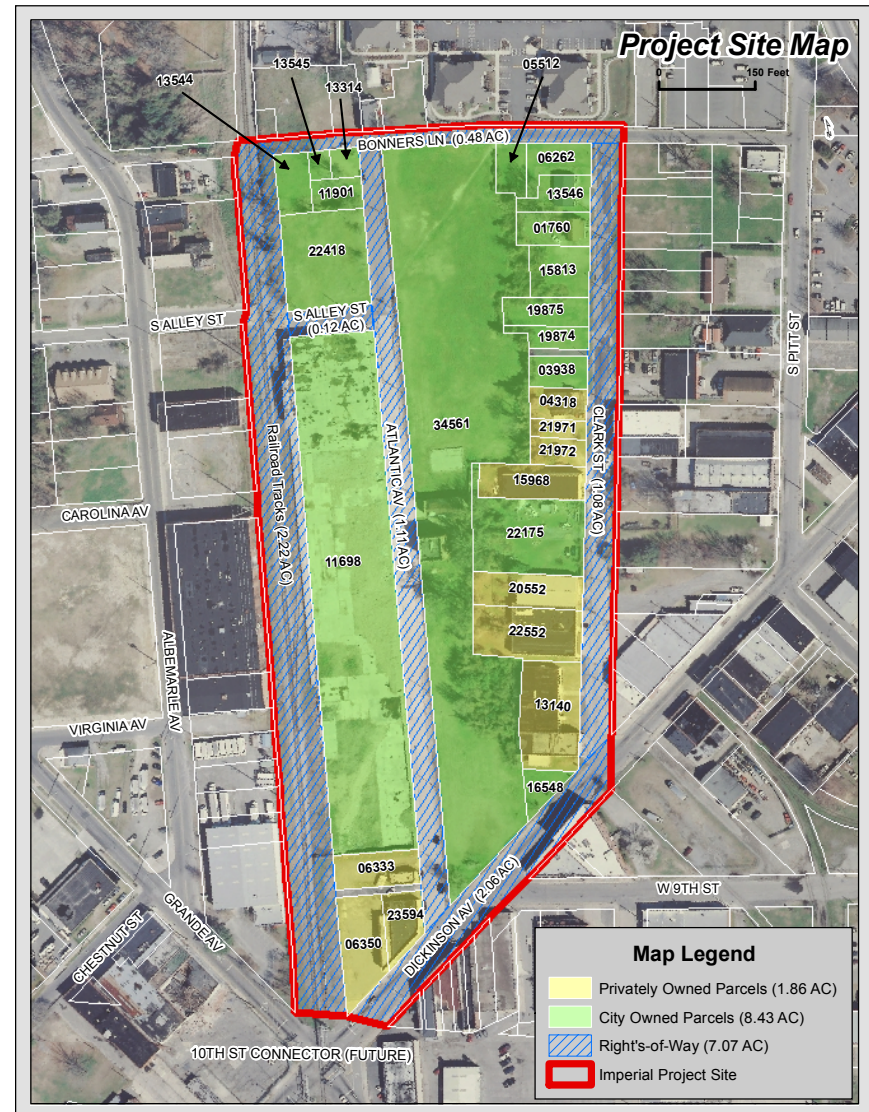 Project Site Map
0 150 Feet
13545
05512
13544
13314
BONNERS LN (0.48 AC)
06262
11901
13546
01760
22418
15813
S ALLEY ST
S ALLEY ST
(0.12 AC)
19875
19874
S PITT ST
03938
04318
34561
21971
CLARK ST (1.08 AC)
21972
Railroad Tracks (2.22 AC)
ATLANTIC AV (1.11 AC)
15968
CAROLINA AV
22175
11698
20552
22552
ALBEMARLE AV
13140
VIRGINIA AV
16548
06333
DICKINSON AV (2.06 AC)
W 9TH ST
GRANDE AV
23594
CHESTNUT ST
06350
10TH ST CONNECTOR (FUTURE)
Map Legend
Privately Owned Parcels (1.86 AC)
City Owned Parcels (8.43 AC)
Right's-of-Way (7.07 AC)
Imperial Project Site